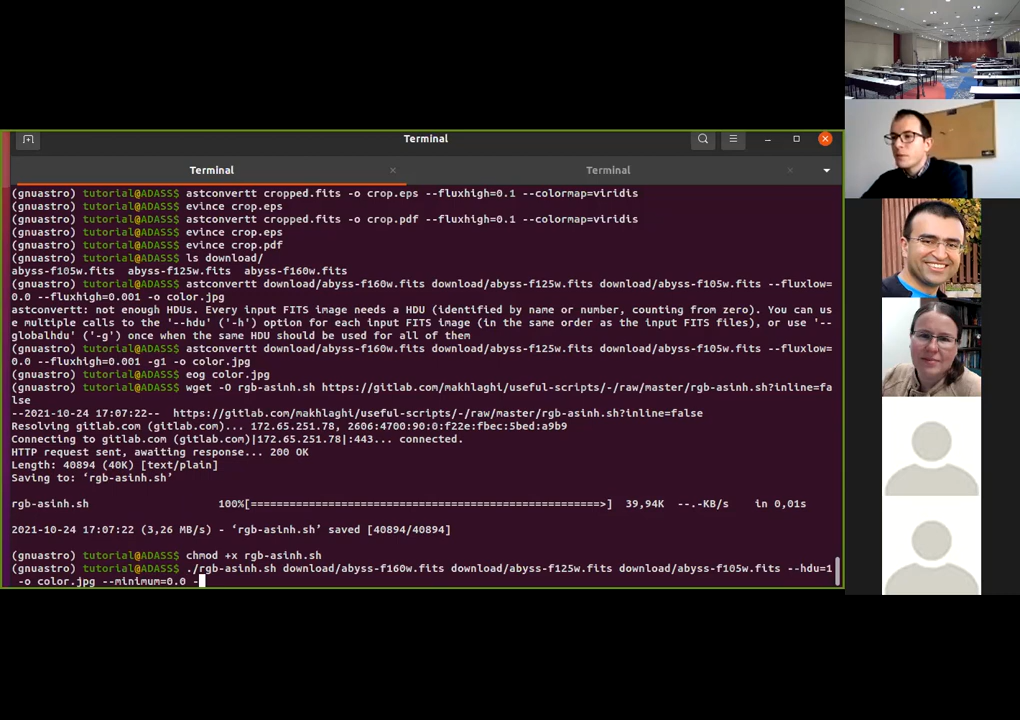 Terminal
Terminal
Terminal
(gnuastro) tutorial@ADASS$ astconvertt cropped.fits -o crop.eps --fluxhigh=0.1 --colormap=viridis
(gnuastro) tutorial@ADASS$ evince crop.eps
(gnuastro) tutorial@ADASS$ astconvertt cropped.fits -o crop.pdf --fluxhigh=0.1 --colormap=viridis
(gnuastro) tutorial@ADASS$ evince crop.eps
(gnuastro) tutorial@ADASS$ evince crop.pdf
(gnuastro) tutorial@ADASS$ ls download/
abyss-f105w.fits  abyss-f125w.fits  abyss-f160w.fits
(gnuastro) tutorial@ADASS$ astconvertt download/abyss-f160w.fits download/abyss-f125w.fits download/abyss-f105w.fits --fluxlow=
0.0 --fluxhigh=0.001 -o color.jpg
astconvertt: not enough HDUs. Every input FITS image needs a HDU (identified by name or number, counting from zero). You can us
e multiple calls to the '--hdu' ('-h') option for each input FITS image (in the same order as the input FITS files), or use '--
globalhdu' ('-g') once when the same HDU should be used for all of them
(gnuastro) tutorial@ADASS$ astconvertt download/abyss-f160w.fits download/abyss-f125w.fits download/abyss-f105w.fits --fluxlow=
0.0 --fluxhigh=0.001 -g1 -o color.jpg
(gnuastro) tutorial@ADASS$ eog color.jpg
(gnuastro) tutorial@ADASS$ wget -O rgb-asinh.sh https://gitlab.com/makhlaghi/useful-scripts/-/raw/master/rgb-asinh.sh?inline=fa
lse
--2021-10-24 17:07:22--  https://gitlab.com/makhlaghi/useful-scripts/-/raw/master/rgb-asinh.sh?inline=false
Resolving gitlab.com (gitlab.com)... 172.65.251.78, 2606:4700:90:0:f22e:fbec:5bed:a9b9
Connecting to gitlab.com (gitlab.com)|172.65.251.78|:443... connected.
HTTP request sent, awaiting response... 200 OK
Length: 40894 (40K) [text/plain]
Saving to: ‘rgb-asinh.sh’
rgb-asinh.sh 100%[===================================================>] 39,94K --.-KB/s in 0,01s
2021-10-24 17:07:22 (3,26 MB/s) - ‘rgb-asinh.sh’ saved [40894/40894]
(gnuastro) tutorial@ADASS$ chmod +x rgb-asinh.sh
(gnuastro) tutorial@ADASS$ ./rgb-asinh.sh download/abyss-f160w.fits download/abyss-f125w.fits download/abyss-f105w.fits --hdu=1
-o color.jpg --minimum=0.0 -